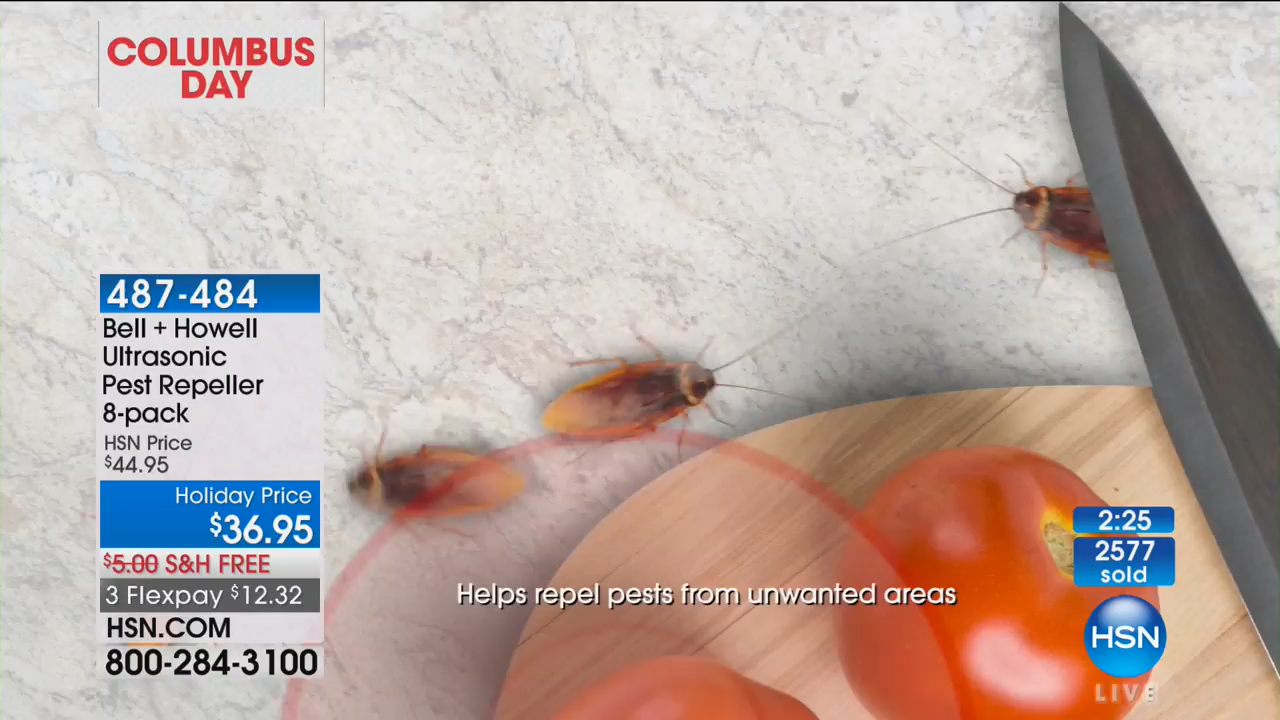 COLUMBUS
DAY
487-484
Bell + Howell
Ultrasonic
Pest Repeller
8-pack
HSN Price
$44.95
Holiday Price
$36.95
$5.00 S&H FREE
3 Flexpay $12.32
HSN.COM
800-284-3100
Helps repel pests from unwanted areas
2:25
2577
sold
HSN
LIVE